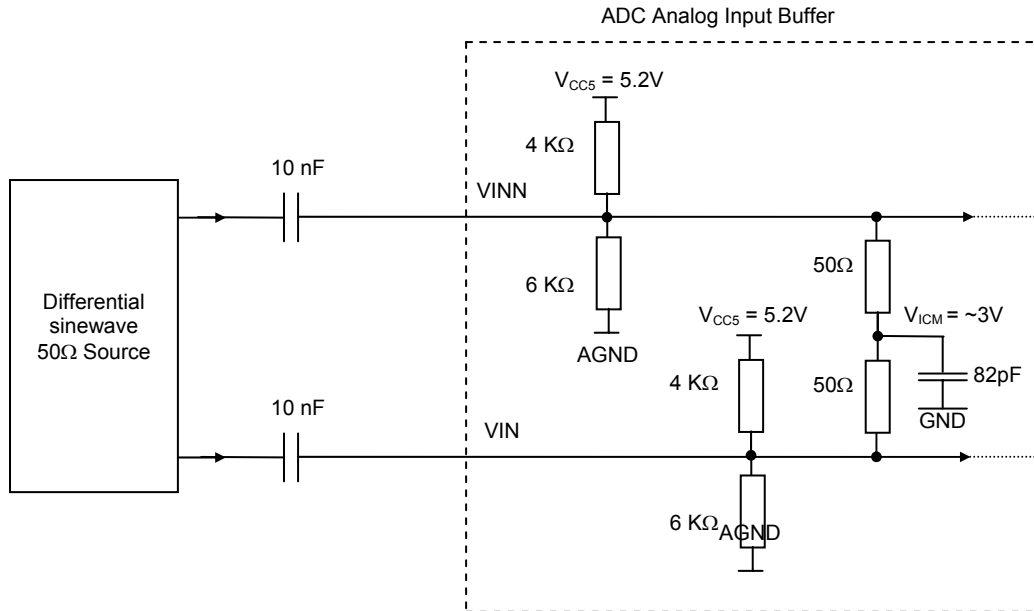 ADC Analog Input Buffer
VCC5 = 5.2V
4 KΩ
10 nF
VINN
6 KΩ
AGND
Differential
sinewave
50Ω Source
50Ω
VICM = ~3V
VCC5 = 5.2V
4 KΩ
50Ω
82pF
GND
10 nF
VIN
6 KΩ
AGND